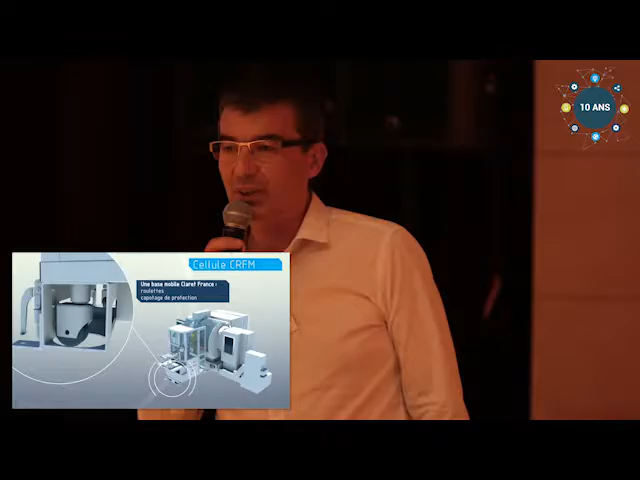 10 ANS
Cellule CRFM
Une base mobile Claret France :
roulettes
capotage de protection